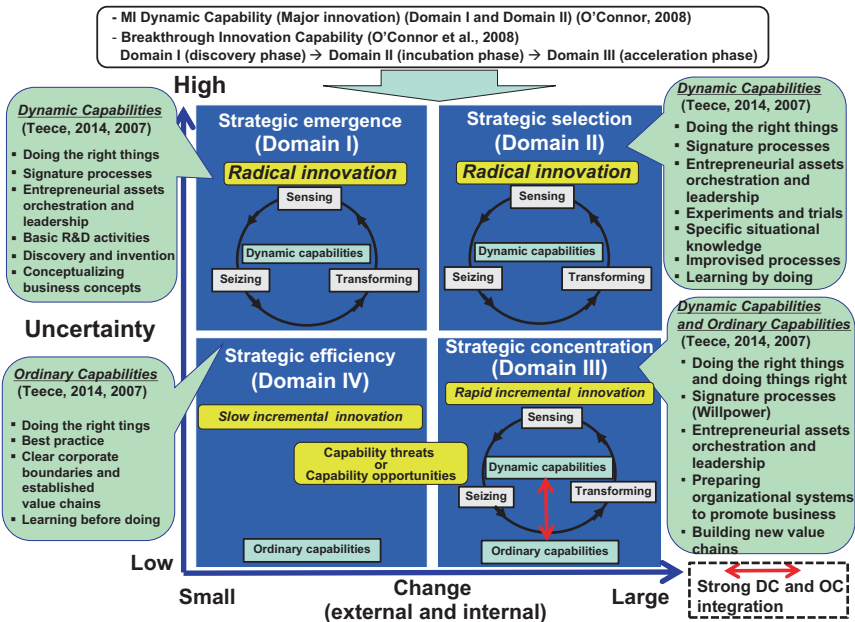 - MI Dynamic Capability (Major innovation) (Domain I and Domain II) (O'Connor, 2008)
- Breakthrough Innovation Capability (O'Connor et al., 2008)
Domain I (discovery phase) → Domain II (incubation phase) → Domain III (acceleration phase)
High
Dynamic Capabilities
(Teece, 2014, 2007)
▪ Doing the right things
▪ Signature processes
▪ Entrepreneurial assets
orchestration and
leadership
▪ Basic R&D activities
▪ Discovery and invention
▪ Conceptualizing
business concepts
Strategic emergence
(Domain I)
Radical innovation
Sensing
Dynamic capabilities
Seizing
Transforming
Strategic selection
(Domain II)
Radical innovation
Sensing
Dynamic capabilities
Seizing
Transforming
Dynamic Capabilities
(Teece, 2014, 2007)
▪ Doing the right things
▪ Signature processes
▪ Entrepreneurial assets
orchestration and
leadership
▪ Experiments and trials
▪ Specific situational
knowledge
▪ Improvised processes
▪ Learning by doing
Uncertainty
Ordinary Capabilities
(Teece, 2014, 2007)
▪ Doing the right tings
▪ Best practice
▪ Clear corporate
boundaries and
established
value chains
▪ Learning before doing
Strategic efficiency
(Domain IV)
Slow incremental innovation
Capability threats
or
Capability opportunities
Ordinary capabilities
Strategic concentration
(Domain III)
Rapid incremental innovation
Sensing
Dynamic capabilities
Seizing
Transforming
Ordinary capabilities
Dynamic Capabilities
and Ordinary Capabilities
(Teece, 2014, 2007)
▪ Doing the right things
and doing things right
▪ Signature processes
(Willpower)
▪ Entrepreneurial assets
orchestration and
leadership
▪ Preparing
organizational systems
to promote business
▪ Building new value
chains
Low
Small
Change
(external and internal)
Large
Strong DC and OC
integration